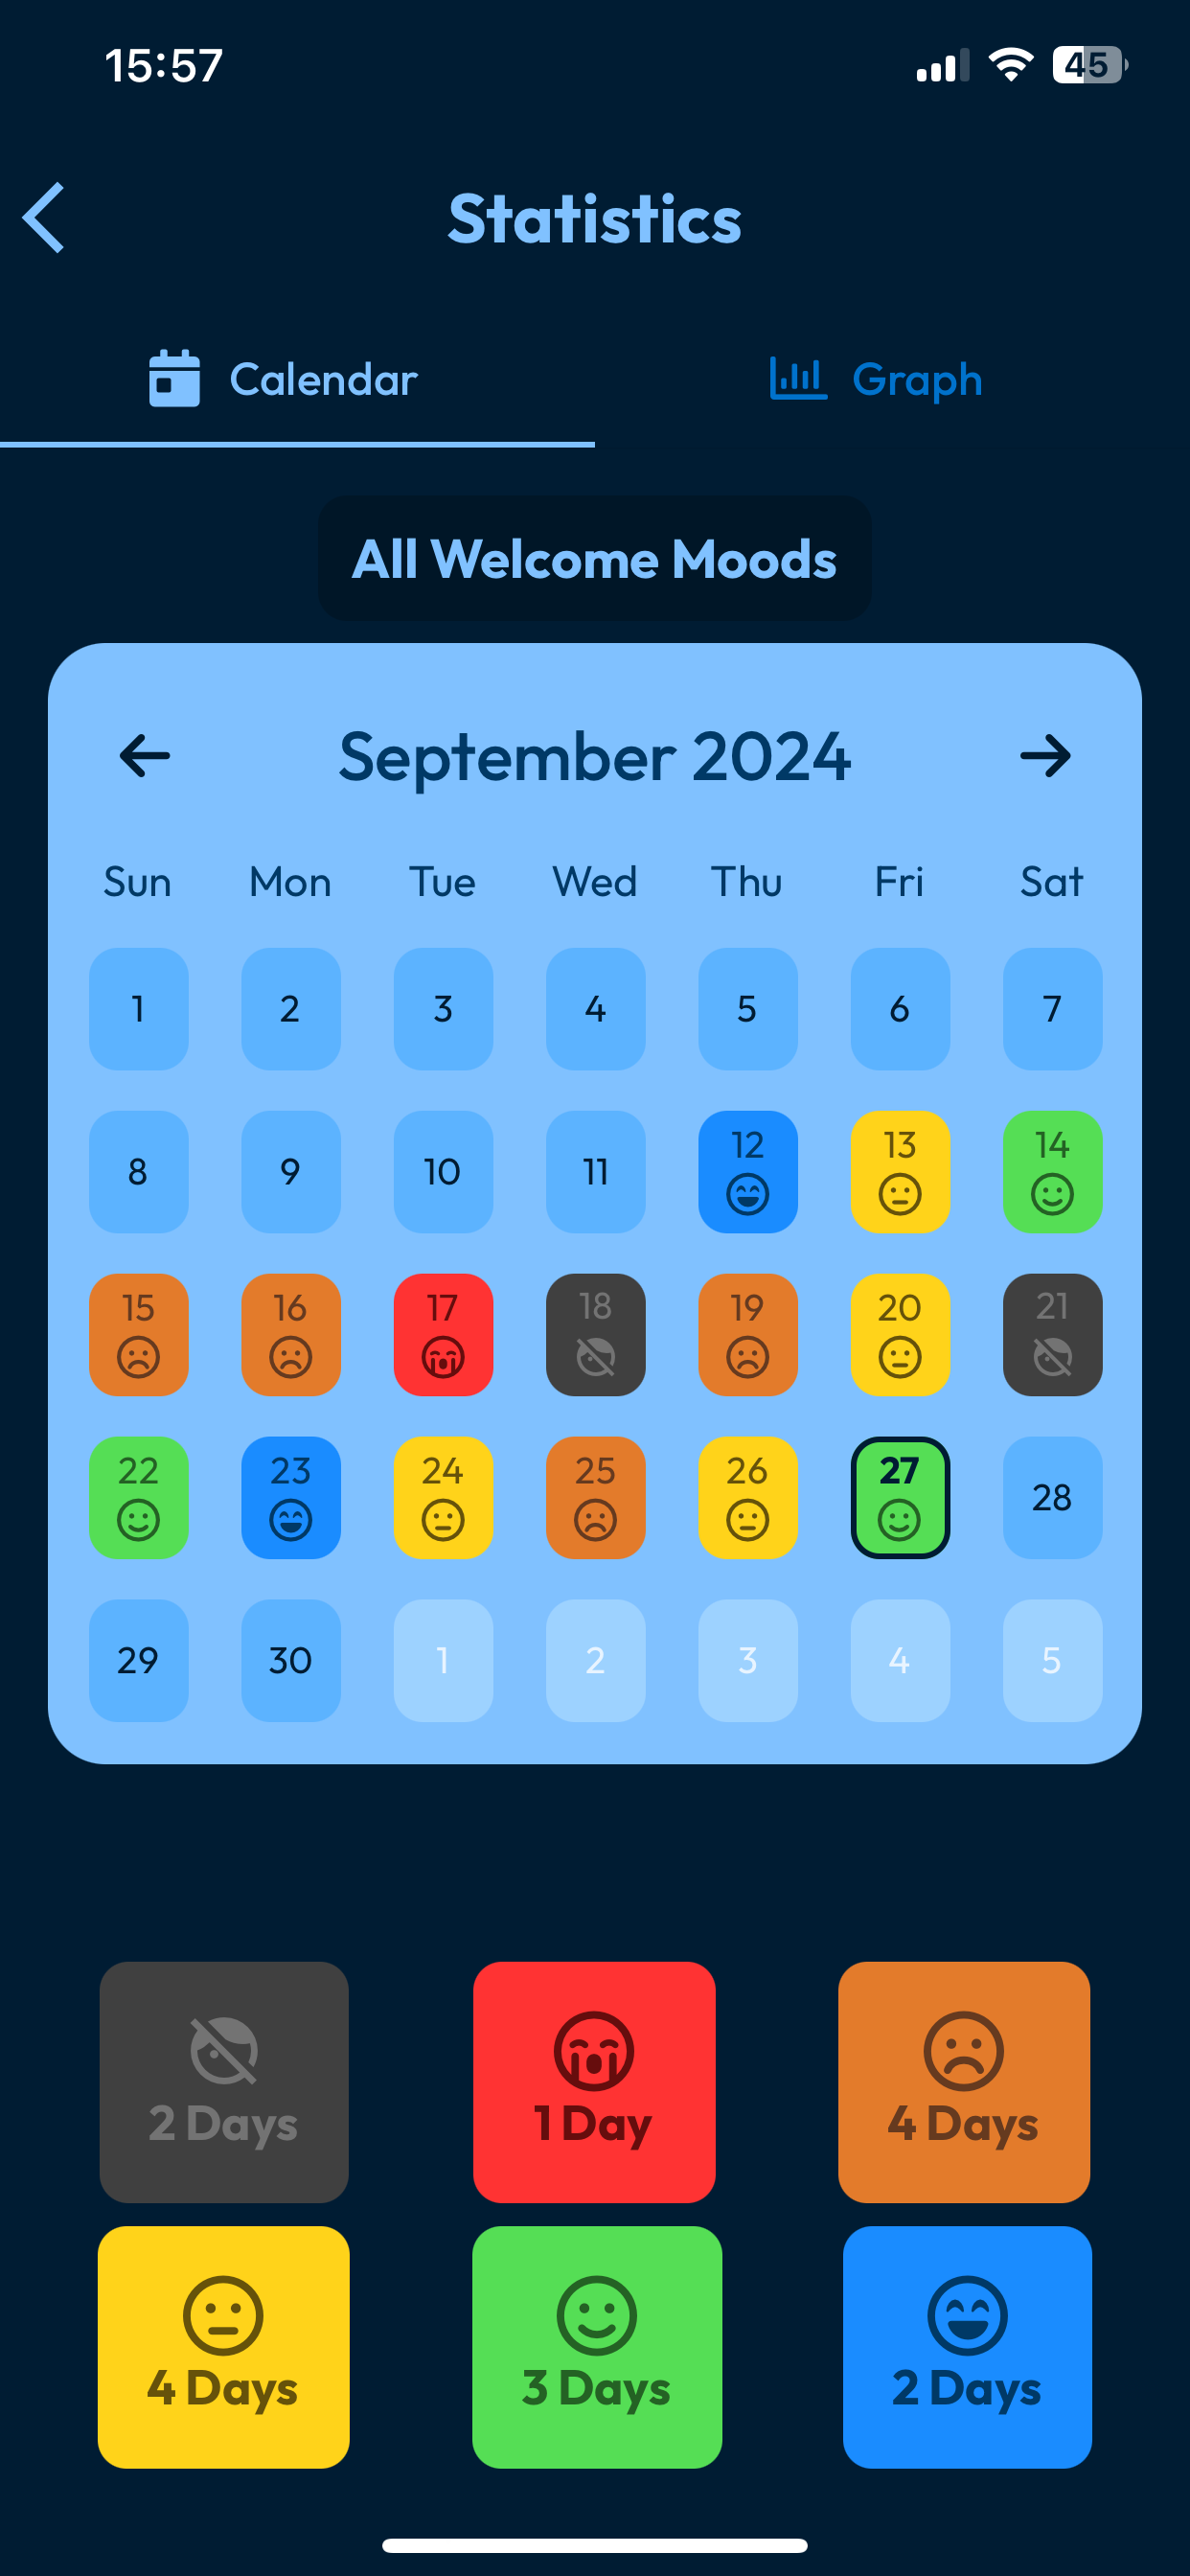 15:57 45
Statistics
Calendar Graph
All Welcome Moods
September 2024
Sun Mon Tue Wed Thu Fri Sat
1 2 3 4 5 6 7
8 9 10 11 12 13 14
15 16 17 18 19 20 21
22 23 24 25 26 27 28
29 30 1 2 3 4 5
2 Days 1 Day 4 Days
4 Days 3 Days 2 Days